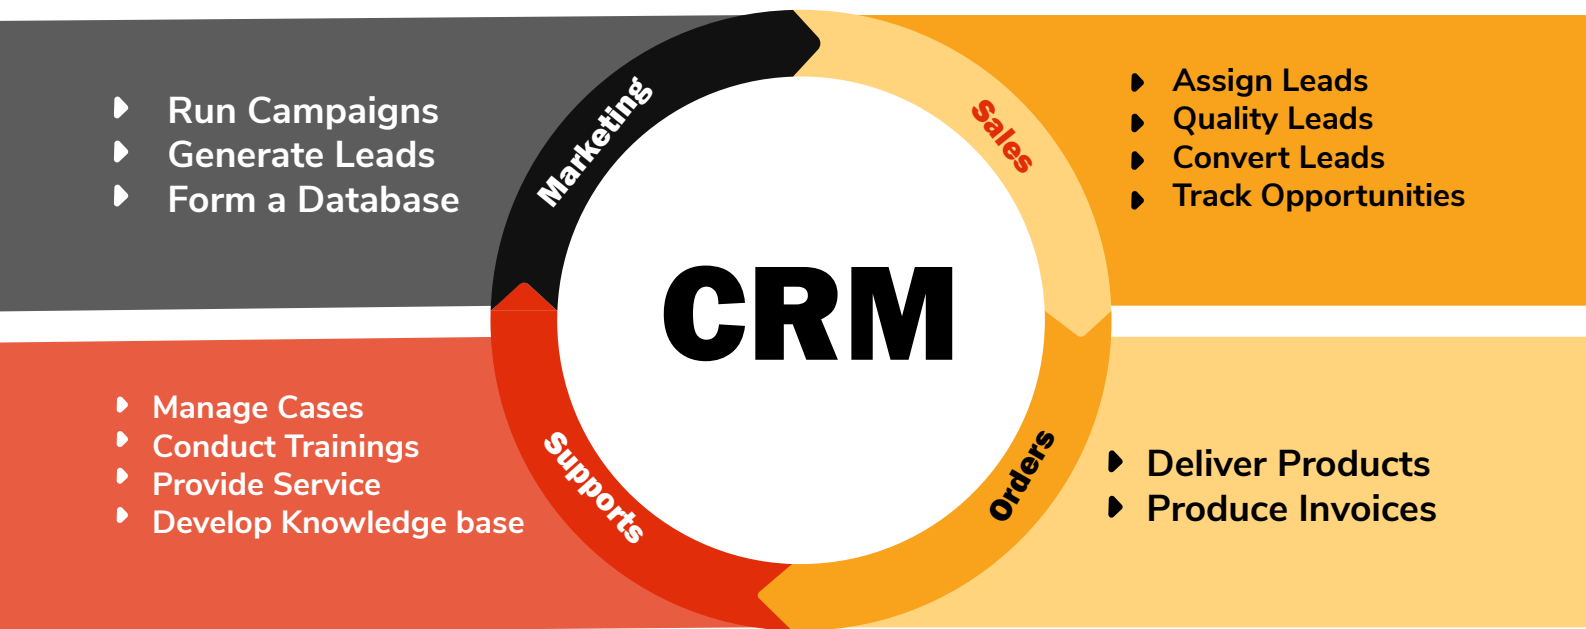 Run Campaigns
Generate Leads
Form a Database
Marketing
Sales
Assign Leads
Quality Leads
Convert Leads
Track Opportunities
CRM
Manage Cases
Conduct Trainings
Provide Service
Develop Knowledge base
Supports
Orders
Deliver Products
Produce Invoices